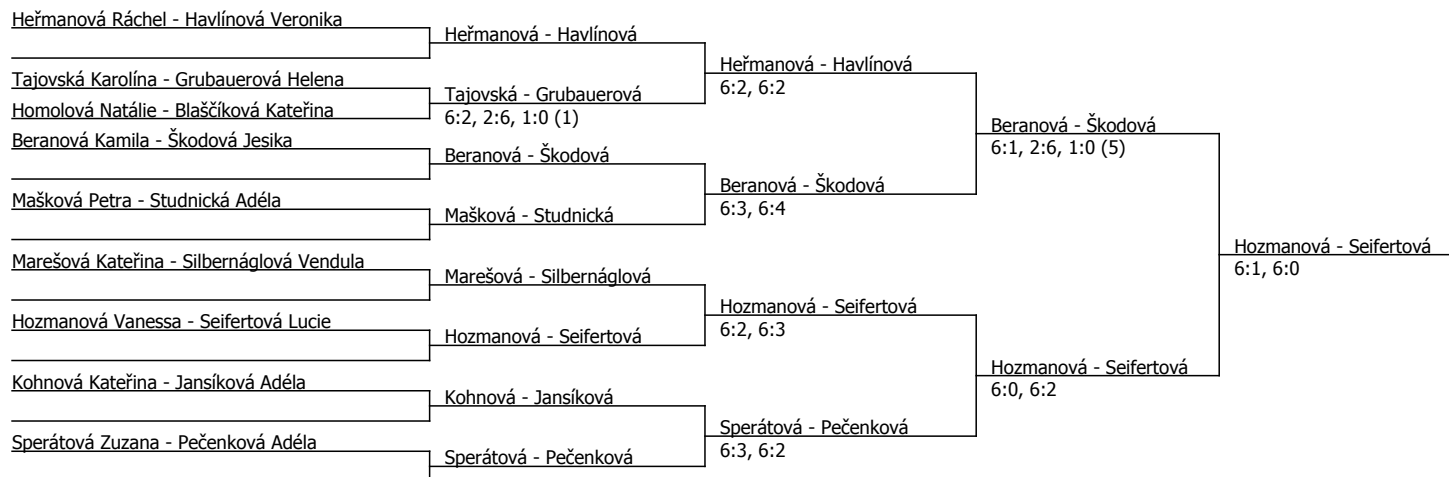 Heřmanová Ráchel - Havlínová Veronika
Tajovská Karolína - Grubauerová Helena
Homolová Natálie - Blaščíková Kateřina
Beranová Kamila - Škodová Jesika
Mašková Petra - Studnická Adéla
Marešová Kateřina - Silbernáglová Vendula
Hozmanová Vanessa - Seifertová Lucie
Kohnová Kateřina - Jansíková Adéla
Sperátová Zuzana - Pečenková Adéla
Heřmanová - Havlínová
Tajovská - Grubauerová
6:2, 2:6, 1:0 (1)
Beranová - Škodová
Mašková - Studnická
Marešová - Silbernáglová
Hozmanová - Seifertová
Kohnová - Jansíková
Sperátová - Pečenková
Heřmanová - Havlínová
6:2, 6:2
Beranová - Škodová
6:3, 6:4
Hozmanová - Seifertová
6:2, 6:3
Sperátová - Pečenková
6:3, 6:2
Beranová - Škodová
6:1, 2:6, 1:0 (5)
Hozmanová - Seifertová
6:0, 6:2
Hozmanová - Seifertová
6:1, 6:0